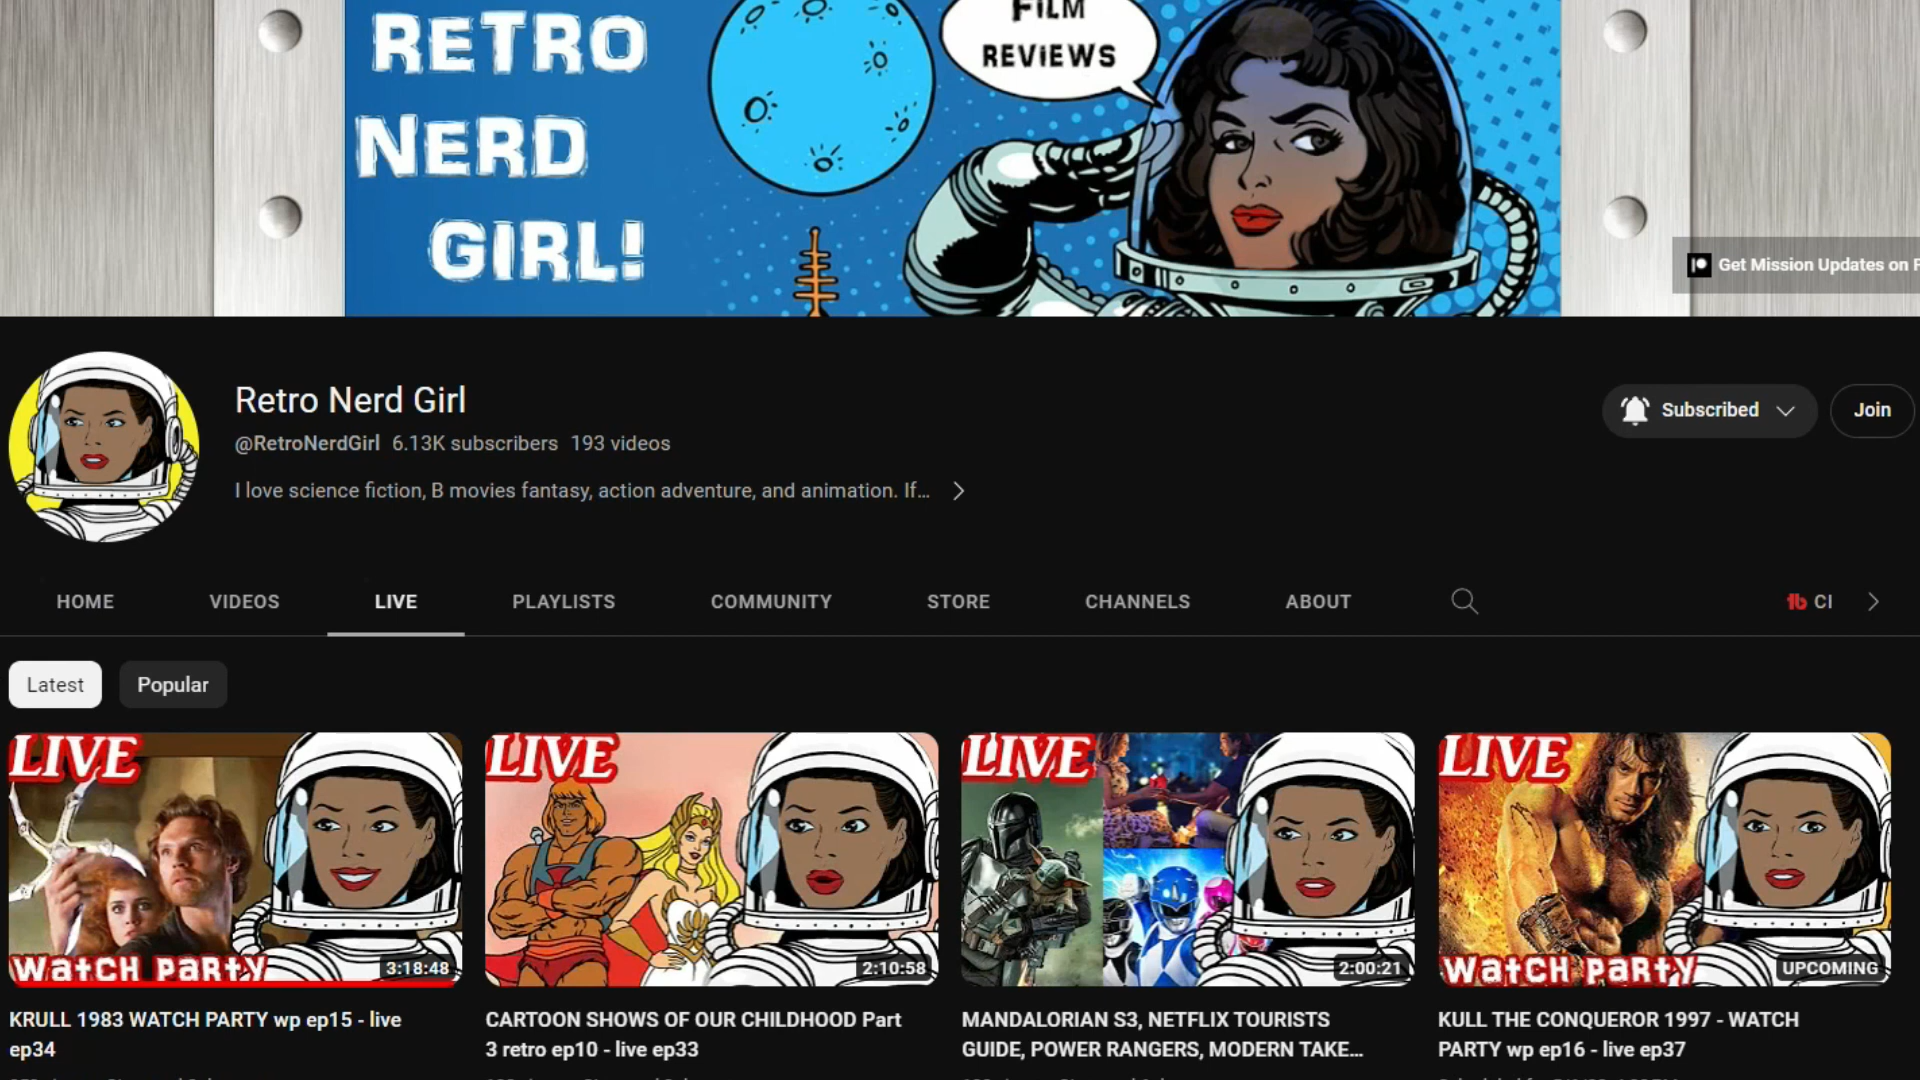 RETRO
NERD
GIRL!
FILM
REVIEWS
Get Mission Updates on
Retro Nerd Girl
@RetroNerdGirl 6.13K subscribers 193 videos
I love science fiction, B movies fantasy, action adventure, and animation. If...
Subscribed
Join
HOME VIDEOS LIVE PLAYLISTS COMMUNITY STORE CHANNELS ABOUT CI
Latest Popular
LIVE
WATCH PARTY
3:18:48
LIVE
2:10:58
LIVE
2:00:21
LIVE
WATCH PARTY
UPCOMING
KRULL 1983 WATCH PARTY wp ep15 - live
ep34
CARTOON SHOWS OF OUR CHILDHOOD Part
3 retro ep10 - live ep33
MANDALORIAN S3, NETFLIX TOURISTS
GUIDE, POWER RANGERS, MODERN TAKE...
KULL THE CONQUEROR 1997 - WATCH
PARTY wp ep16 - live ep37